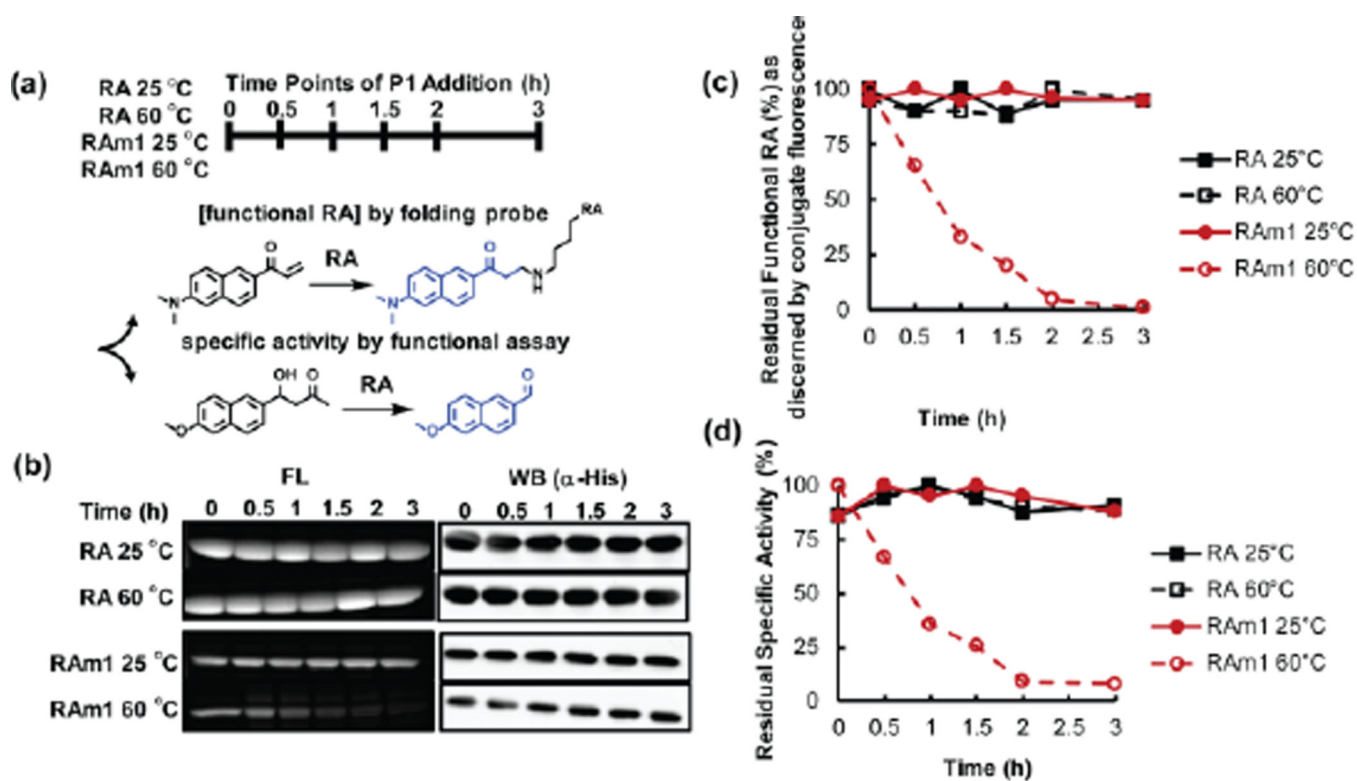 (a)
RA 25 °C
RA 60 °C
RAm1 25 °C
RAm1 60 °C
Time Points of P1 Addition (h)
0 0.5 1 1.5 2 3
[functional RA] by folding probe
O
N
RA
O
N
N
H
RA
specific activity by functional assay
OH O
O
RA
O
O
(b)
FL
WB (α-His)
Time (h) 0 0.5 1 1.5 2 3 0 0.5 1 1.5 2 3
RA 25 °C
RA 60 °C
RAm1 25 °C
RAm1 60 °C
(c)
Residual Functional RA (%) as
discerned by conjugate fluorescence
100
75
50
25
0
0 0.5 1 1.5 2 2.5 3
Time (h)
RA 25°C
RA 60°C
RAm1 25°C
RAm1 60°C
(d)
Residual Specific Activity (%)
100
75
50
25
0
0 0.5 1 1.5 2 2.5 3
Time (h)
RA 25°C
RA 60°C
RAm1 25°C
RAm1 60°C